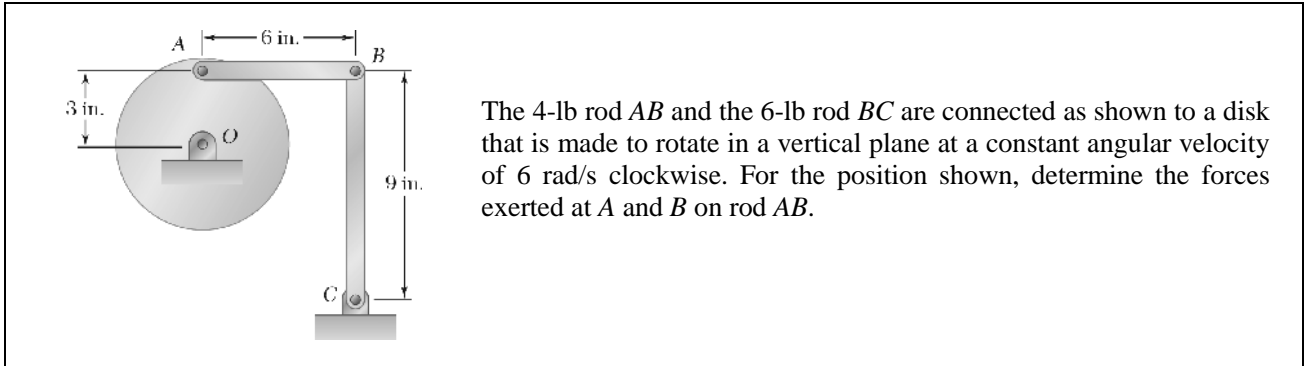 A
6 in.
B
3 in.
O
9 in.
C
The 4-lb rod AB and the 6-lb rod BC are connected as shown to a disk
that is made to rotate in a vertical plane at a constant angular velocity
of 6 rad/s clockwise. For the position shown, determine the forces
exerted at A and B on rod AB.